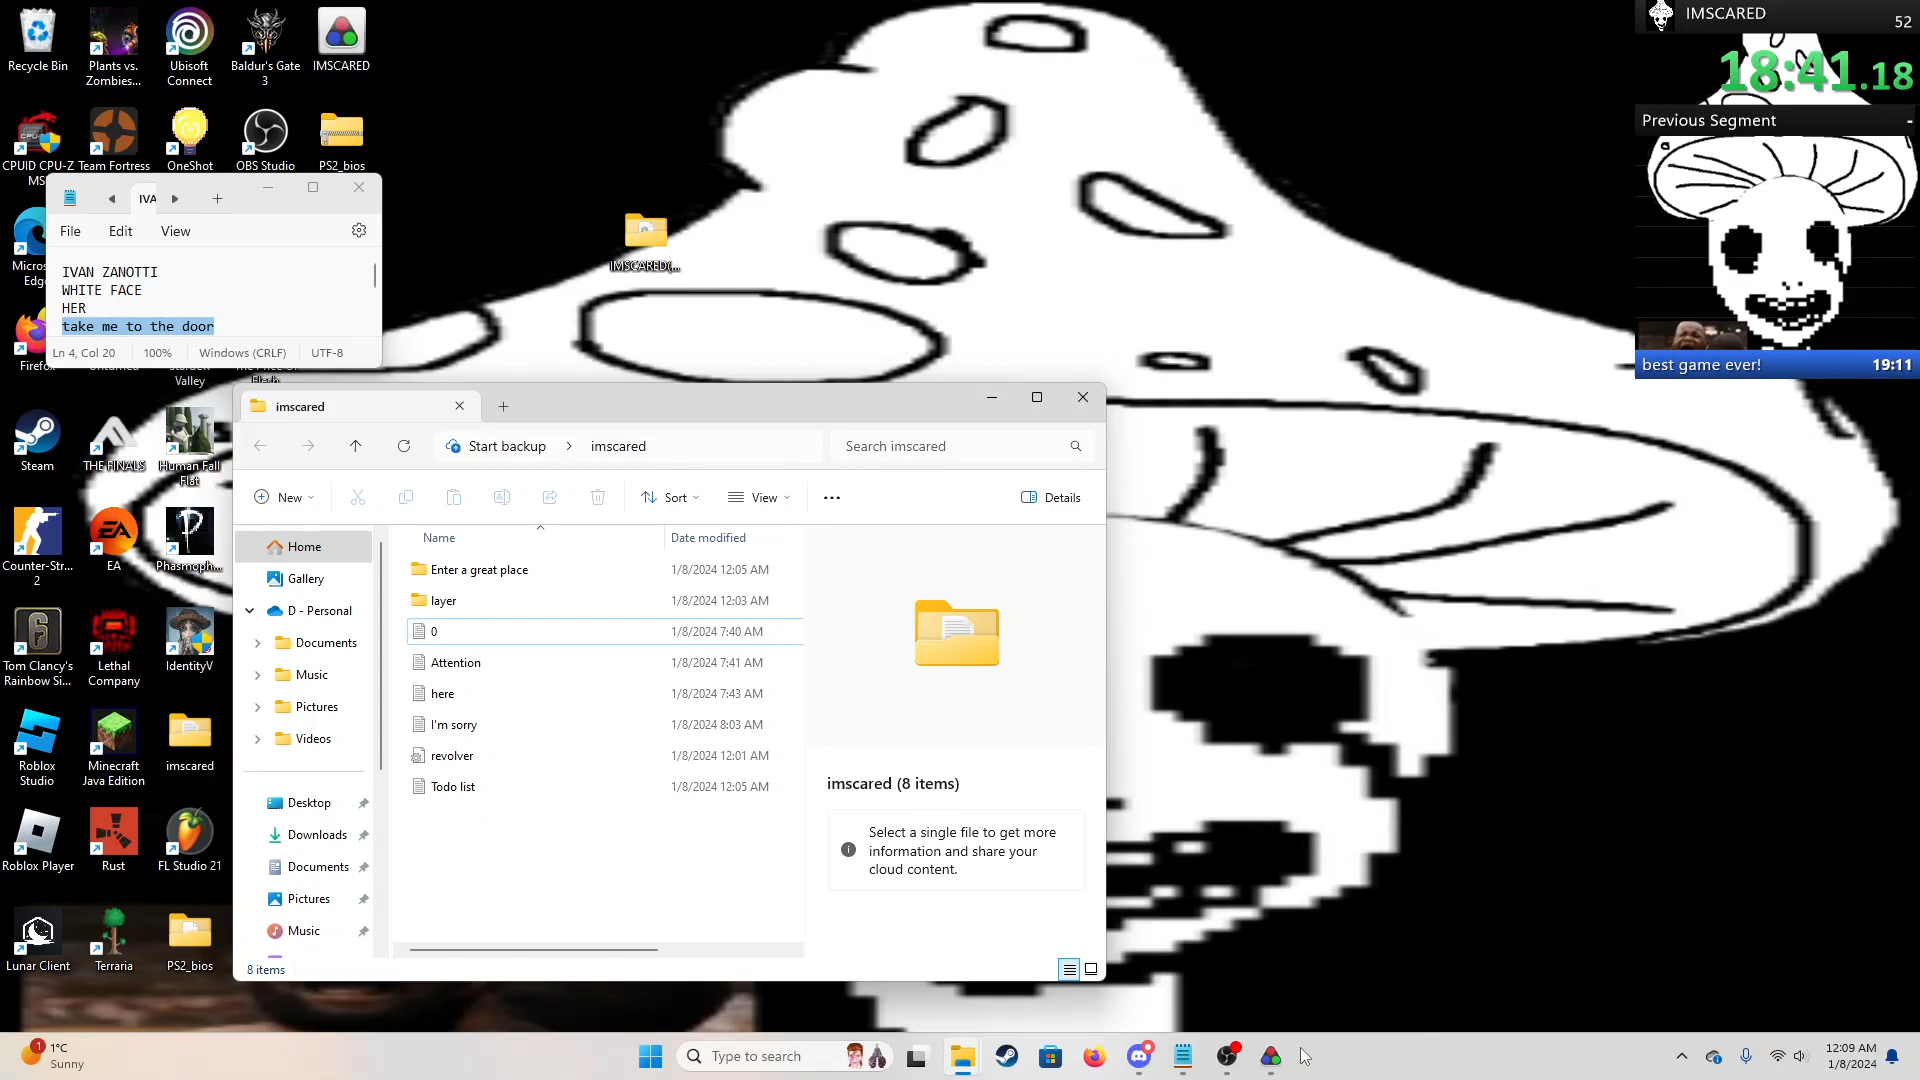 Recycle Bin
Plants vs.
Zombies...
Ubisoft
Connect
Baldur's Gate
3
IMSCARED
CPUID CPU-Z
MS
Team Fortress
OneShot
OBS Studio
PS2_bios
IVA
File
Edit
View
IVAN ZANOTTI
WHITE FACE
HER
take me to the door
Ln 4, Col 20
100%
Windows (CRLF)
UTF-8
Micros
Edge
Firefox
Stardew
Valley
IMSCARED(...
IMSCARED
52
18:41.18
Previous Segment
-
best game ever!
19:11
Steam
THE FINALS
Human Fall
Flat
Counter-Str...
2
EA
Phasmoph...
Tom Clancy's
Rainbow Si...
Lethal
Company
IdentityV
Roblox
Studio
Minecraft
Java Edition
imscared
Roblox Player
Rust
FL Studio 21
Lunar Client
Terraria
PS2_bios
imscared
Start backup
imscared
Search imscared
New
Sort
View
Details
Home
Gallery
D - Personal
Documents
Music
Pictures
Videos
Desktop
Downloads
Documents
Pictures
Music
Name
Date modified
Enter a great place
1/8/2024 12:05 AM
layer
1/8/2024 12:03 AM
0
1/8/2024 7:40 AM
Attention
1/8/2024 7:41 AM
here
1/8/2024 7:43 AM
I'm sorry
1/8/2024 8:03 AM
revolver
1/8/2024 12:01 AM
Todo list
1/8/2024 12:05 AM
imscared (8 items)
Select a single file to get more
information and share your
cloud content.
8 items
1
1°C
Sunny
Type to search
12:09 AM
1/8/2024